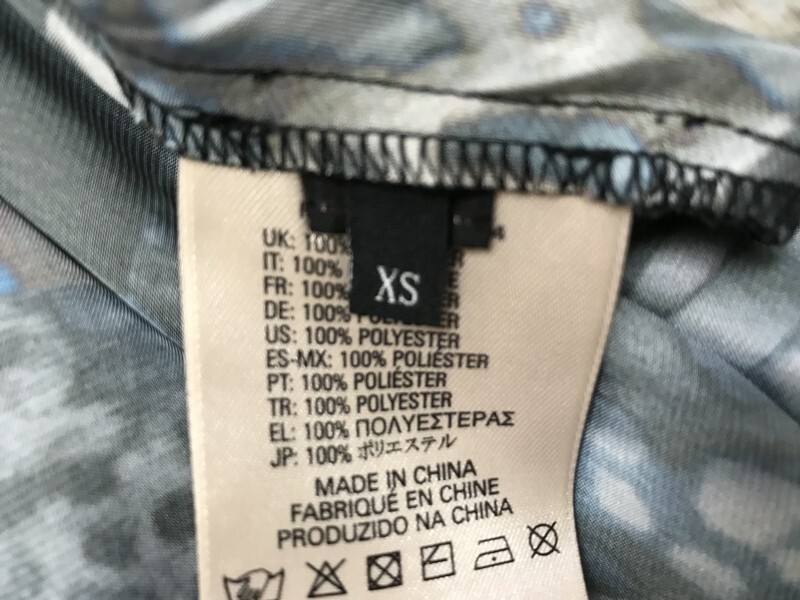 UK: 100%
IT: 100%
FR: 100%
XS
DE: 100%
US: 100% POLYESTER
ES-MX: 100% POLIÉSTER
PT: 100% POLIÉSTER
TR: 100% POLYESTER
EL: 100% ΠΟΛΥΕΣΤΕΡΑΣ
JP: 100% ポリエステル
MADE IN CHINA
FABRIQUÉ EN CHINE
PRODUZIDO NA CHINA